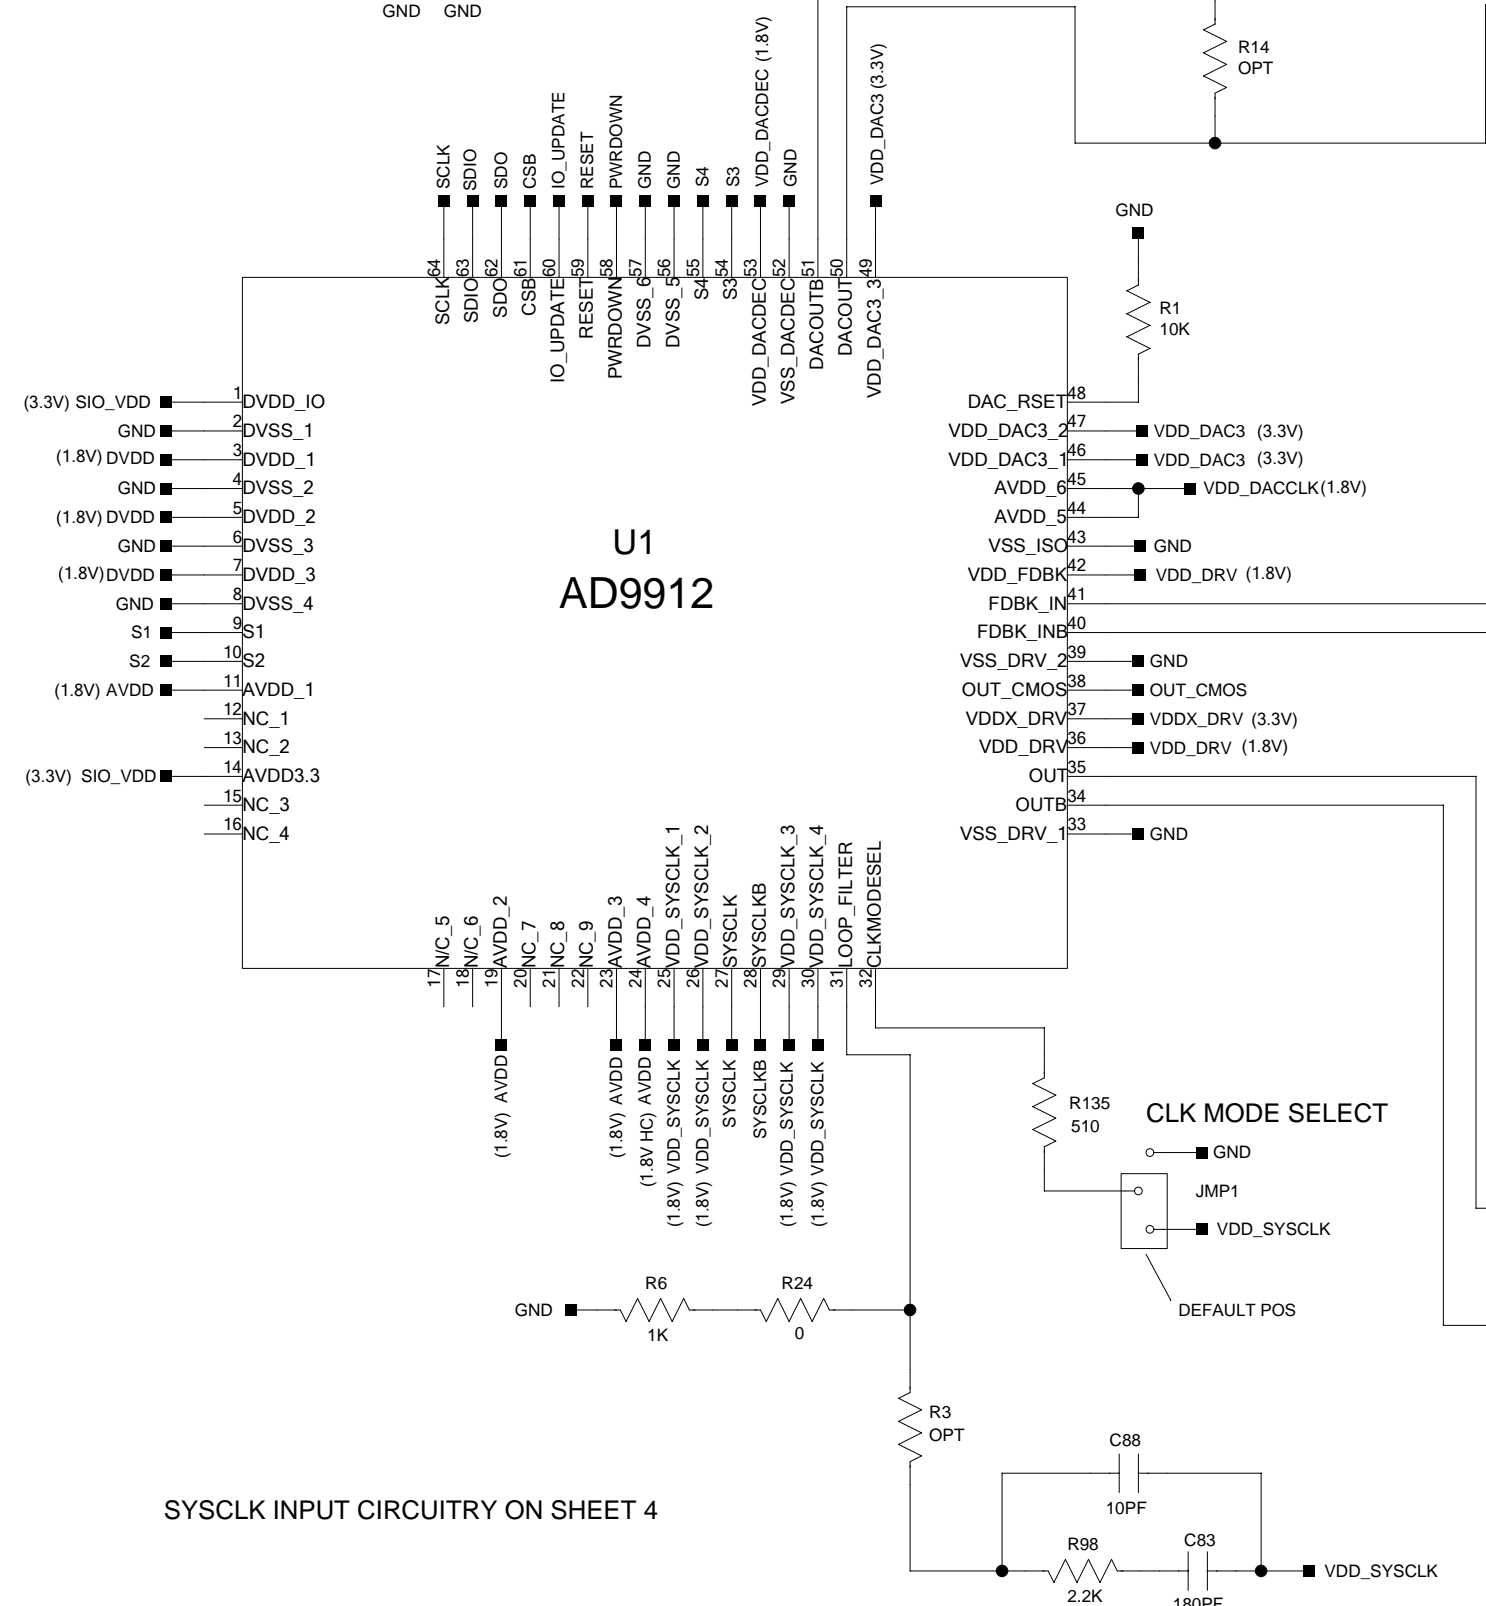 GND GND
R14
OPT
SCLK
SDIO
SDO
CSB
IO_UPDATE
RESET
PWRDOWN
GND
GND
S4
S3
VDD_DACDEC (1.8V)
GND
VDD_DAC3 (3.3V)
64
63
62
61
60
59
58
57
56
55
54
53
52
51
50
49
SCLK
SDIO
SDO
CSB
IO_UPDATE
RESET
PWRDOWN
DVSS_6
DVSS_5
S4
S3
VDD_DACDEC
VSS_DACDEC
DACOUTB
DACOUT
VDD_DAC3_3
GND
R1
10K
(3.3V) SIO_VDD 1 DVDD_IO
GND 2 DVSS_1
(1.8V) DVDD 3 DVDD_1
GND 4 DVSS_2
(1.8V) DVDD 5 DVDD_2
GND 6 DVSS_3
(1.8V) DVDD 7 DVDD_3
GND 8 DVSS_4
S1 9 S1
S2 10 S2
(1.8V) AVDD 11 AVDD_1
12 NC_1
13 NC_2
(3.3V) SIO_VDD 14 AVDD3.3
15 NC_3
16 NC_4
U1
AD9912
DAC_RSET 48
VDD_DAC3_2 47 VDD_DAC3 (3.3V)
VDD_DAC3_1 46 VDD_DAC3 (3.3V)
AVDD_6 45 VDD_DACCLK(1.8V)
AVDD_5 44
VSS_ISO 43 GND
VDD_FDBK 42 VDD_DRV (1.8V)
FDBK_IN 41
FDBK_INB 40
VSS_DRV_2 39 GND
OUT_CMOS 38 OUT_CMOS
VDDX_DRV 37 VDDX_DRV (3.3V)
VDD_DRV 36 VDD_DRV (1.8V)
OUT 35
OUTB 34
VSS_DRV_1 33 GND
N/C_5
N/C_6
AVDD_2
NC_7
NC_8
NC_9
AVDD_3
AVDD_4
VDD_SYSCLK_1
VDD_SYSCLK_2
SYSCLK
SYSCLKB
VDD_SYSCLK_3
VDD_SYSCLK_4
LOOP_FILTER
CLKMODESEL
17
18
19
20
21
22
23
24
25
26
27
28
29
30
31
32
(1.8V) AVDD
(1.8V) AVDD
(1.8V HC) AVDD
(1.8V) VDD_SYSCLK
(1.8V) VDD_SYSCLK
SYSCLK
SYSCLKB
(1.8V) VDD_SYSCLK
(1.8V) VDD_SYSCLK
R135
510
CLK MODE SELECT
GND
JMP1
VDD_SYSCLK
DEFAULT POS
GND
R6
1K
R24
0
R3
OPT
C88
10PF
R98
2.2K
C83
180PF
VDD_SYSCLK
SYSCLK INPUT CIRCUITRY ON SHEET 4